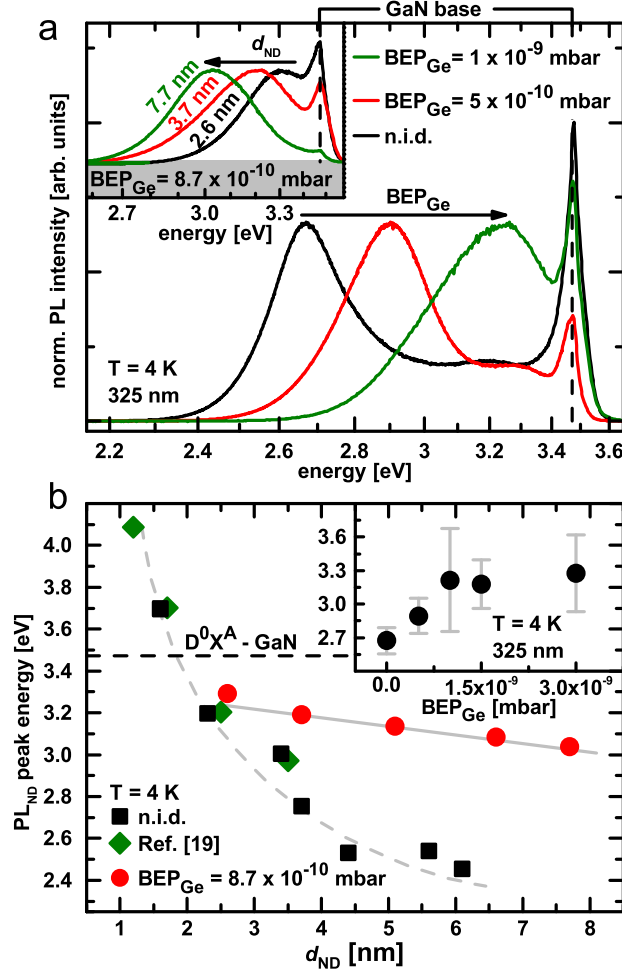 a
GaN base
norm. PL intensity [arb. units]
BEP_Ge = 1 x 10^-9 mbar
BEP_Ge = 5 x 10^-10 mbar
n.i.d.
d_ND
7.7 nm
3.7 nm
2.6 nm
BEP_Ge = 8.7 x 10^-10 mbar
2.7 3.0 3.3
energy [eV]
BEP_Ge
T = 4 K
325 nm
2.2 2.4 2.6 2.8 3 3.2 3.4 3.6
energy [eV]
b
PL_ND peak energy [eV]
4.0
3.8
3.6
3.4
3.2
3.0
2.8
2.6
2.4
D^0X^A - GaN
3.6
3.3
3.0
2.7
T = 4 K
325 nm
0.0 1.5x10^-9 3.0x10^-9
BEP_Ge [mbar]
T = 4 K
n.i.d.
Ref. [19]
BEP_Ge = 8.7 x 10^-10 mbar
1 2 3 4 5 6 7 8
d_ND [nm]